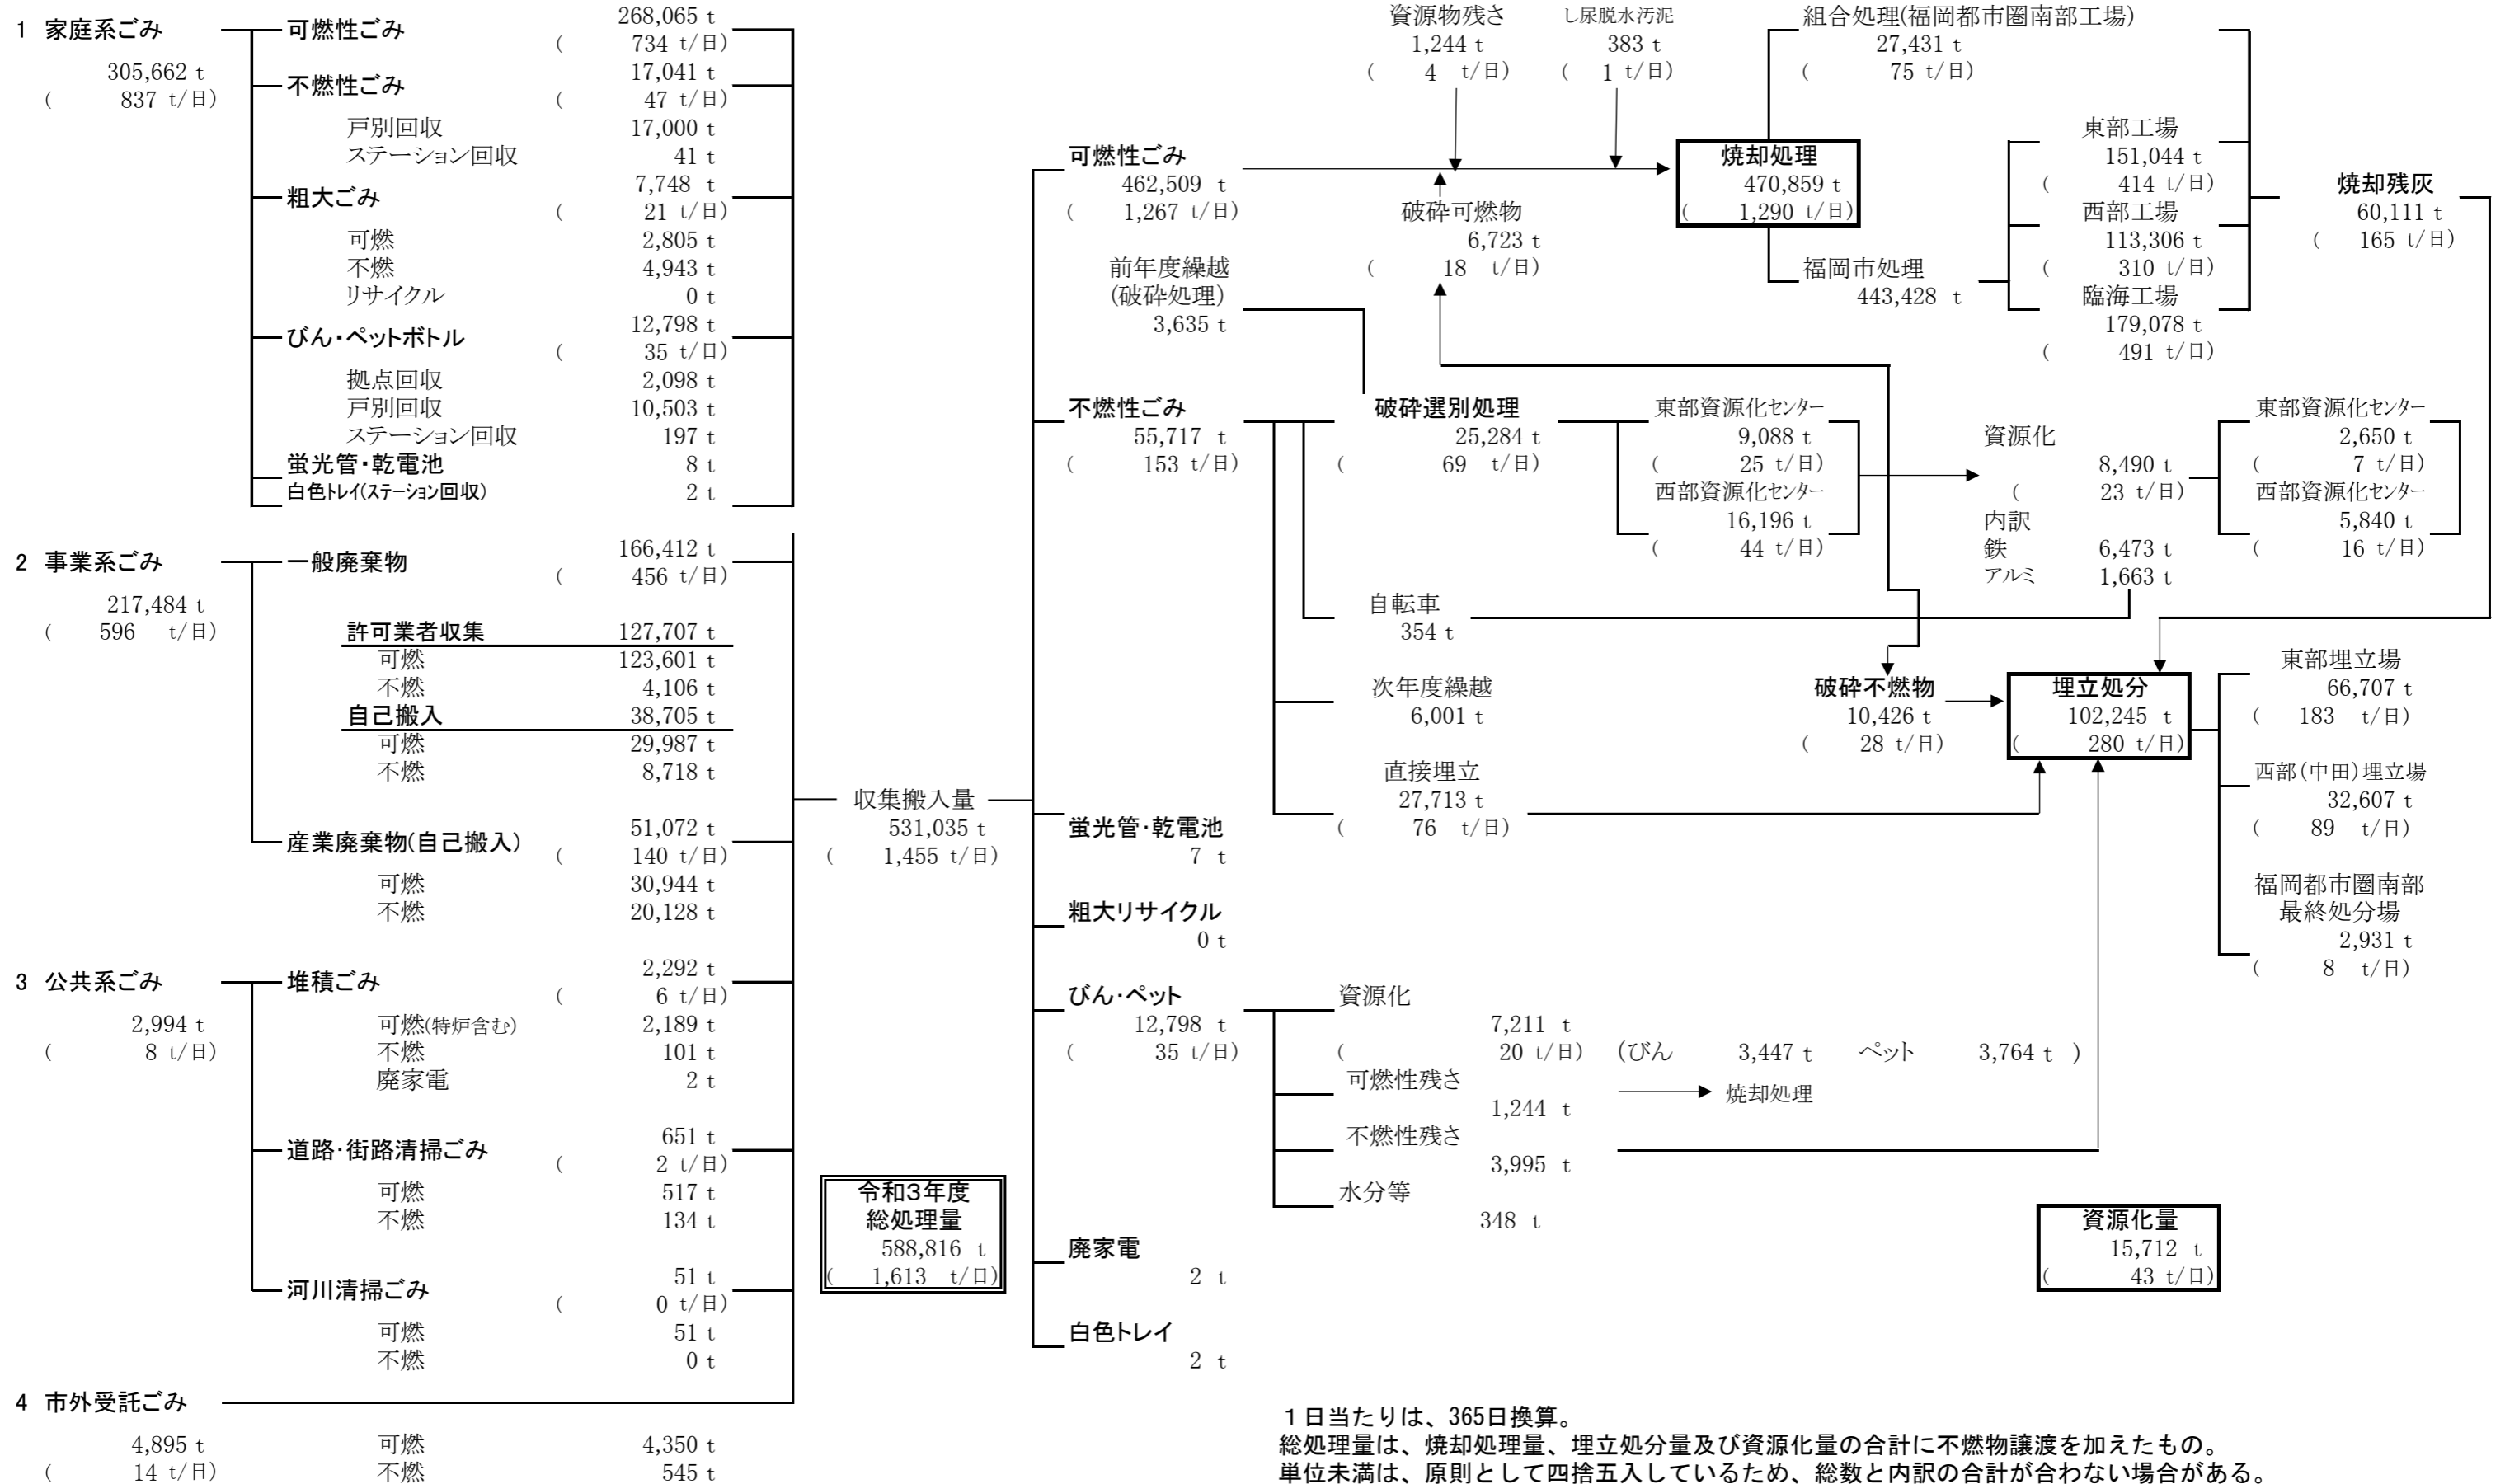 1 家庭系ごみ
305,662 t
( 837 t/日)
可燃性ごみ
268,065 t
( 734 t/日)
不燃性ごみ
17,041 t
( 47 t/日)
戸別回収 17,000 t
ステーション回収 41 t
粗大ごみ
7,748 t
( 21 t/日)
可燃 2,805 t
不燃 4,943 t
リサイクル 0 t
びん・ペットボトル
12,798 t
( 35 t/日)
拠点回収 2,098 t
戸別回収 10,503 t
ステーション回収 197 t
蛍光管・乾電池 8 t
白色トレイ(ステーション回収) 2 t
2 事業系ごみ
217,484 t
( 596 t/日)
一般廃棄物
166,412 t
( 456 t/日)
許可業者収集 127,707 t
可燃 123,601 t
不燃 4,106 t
自己搬入 38,705 t
可燃 29,987 t
不燃 8,718 t
産業廃棄物(自己搬入)
51,072 t
( 140 t/日)
可燃 30,944 t
不燃 20,128 t
3 公共系ごみ
2,994 t
( 8 t/日)
堆積ごみ
2,292 t
( 6 t/日)
可燃(特炉含む) 2,189 t
不燃 101 t
廃家電 2 t
道路・街路清掃ごみ
651 t
( 2 t/日)
可燃 517 t
不燃 134 t
河川清掃ごみ
51 t
( 0 t/日)
可燃 51 t
不燃 0 t
4 市外受託ごみ
4,895 t
( 14 t/日)
可燃 4,350 t
不燃 545 t
収集搬入量
531,035 t
( 1,455 t/日)
令和3年度
総処理量
588,816 t
( 1,613 t/日)
可燃性ごみ
462,509 t
( 1,267 t/日)
資源物残さ
1,244 t
( 4 t/日)
し尿脱水汚泥
383 t
( 1 t/日)
破砕可燃物
6,723 t
( 18 t/日)
前年度繰越
(破砕処理)
3,635 t
焼却処理
470,859 t
( 1,290 t/日)
組合処理(福岡都市圏南部工場)
27,431 t
( 75 t/日)
福岡市処理
443,428 t
東部工場
151,044 t
( 414 t/日)
西部工場
113,306 t
( 310 t/日)
臨海工場
179,078 t
( 491 t/日)
焼却残灰
60,111 t
( 165 t/日)
不燃性ごみ
55,717 t
( 153 t/日)
破砕選別処理
25,284 t
( 69 t/日)
東部資源化センター
9,088 t
( 25 t/日)
西部資源化センター
16,196 t
( 44 t/日)
資源化
8,490 t
( 23 t/日)
内訳
鉄 6,473 t
アルミ 1,663 t
東部資源化センター
2,650 t
( 7 t/日)
西部資源化センター
5,840 t
( 16 t/日)
自転車
354 t
次年度繰越
6,001 t
直接埋立
27,713 t
( 76 t/日)
破砕不燃物
10,426 t
( 28 t/日)
埋立処分
102,245 t
( 280 t/日)
東部埋立場
66,707 t
( 183 t/日)
西部(中田)埋立場
32,607 t
( 89 t/日)
福岡都市圏南部
最終処分場
2,931 t
( 8 t/日)
蛍光管・乾電池
7 t
粗大リサイクル
0 t
びん・ペット
12,798 t
( 35 t/日)
資源化
7,211 t
( 20 t/日) (びん 3,447 t ペット 3,764 t )
可燃性残さ
1,244 t
焼却処理
不燃性残さ
3,995 t
水分等
348 t
廃家電
2 t
白色トレイ
2 t
資源化量
15,712 t
( 43 t/日)
1日当たりは、365日換算。
総処理量は、焼却処理量、埋立処分量及び資源化量の合計に不燃物譲渡を加えたもの。
単位未満は、原則として四捨五入しているため、総数と内訳の合計が合わない場合がある。